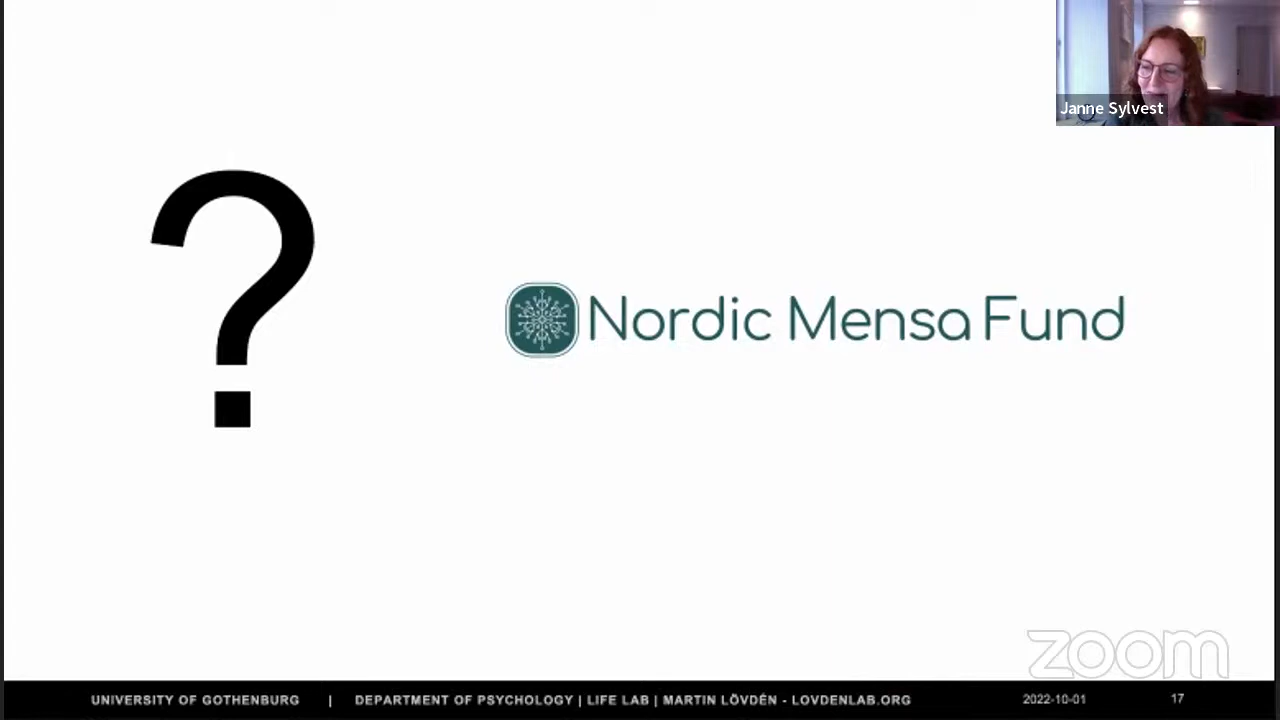 Janne Sylvest
?
Nordic Mensa Fund
zoom
UNIVERSITY OF GOTHENBURG | DEPARTMENT OF PSYCHOLOGY | LIFE LAB | MARTIN LÖVDÉN - LOVDENLAB.ORG 2022-10-01 17